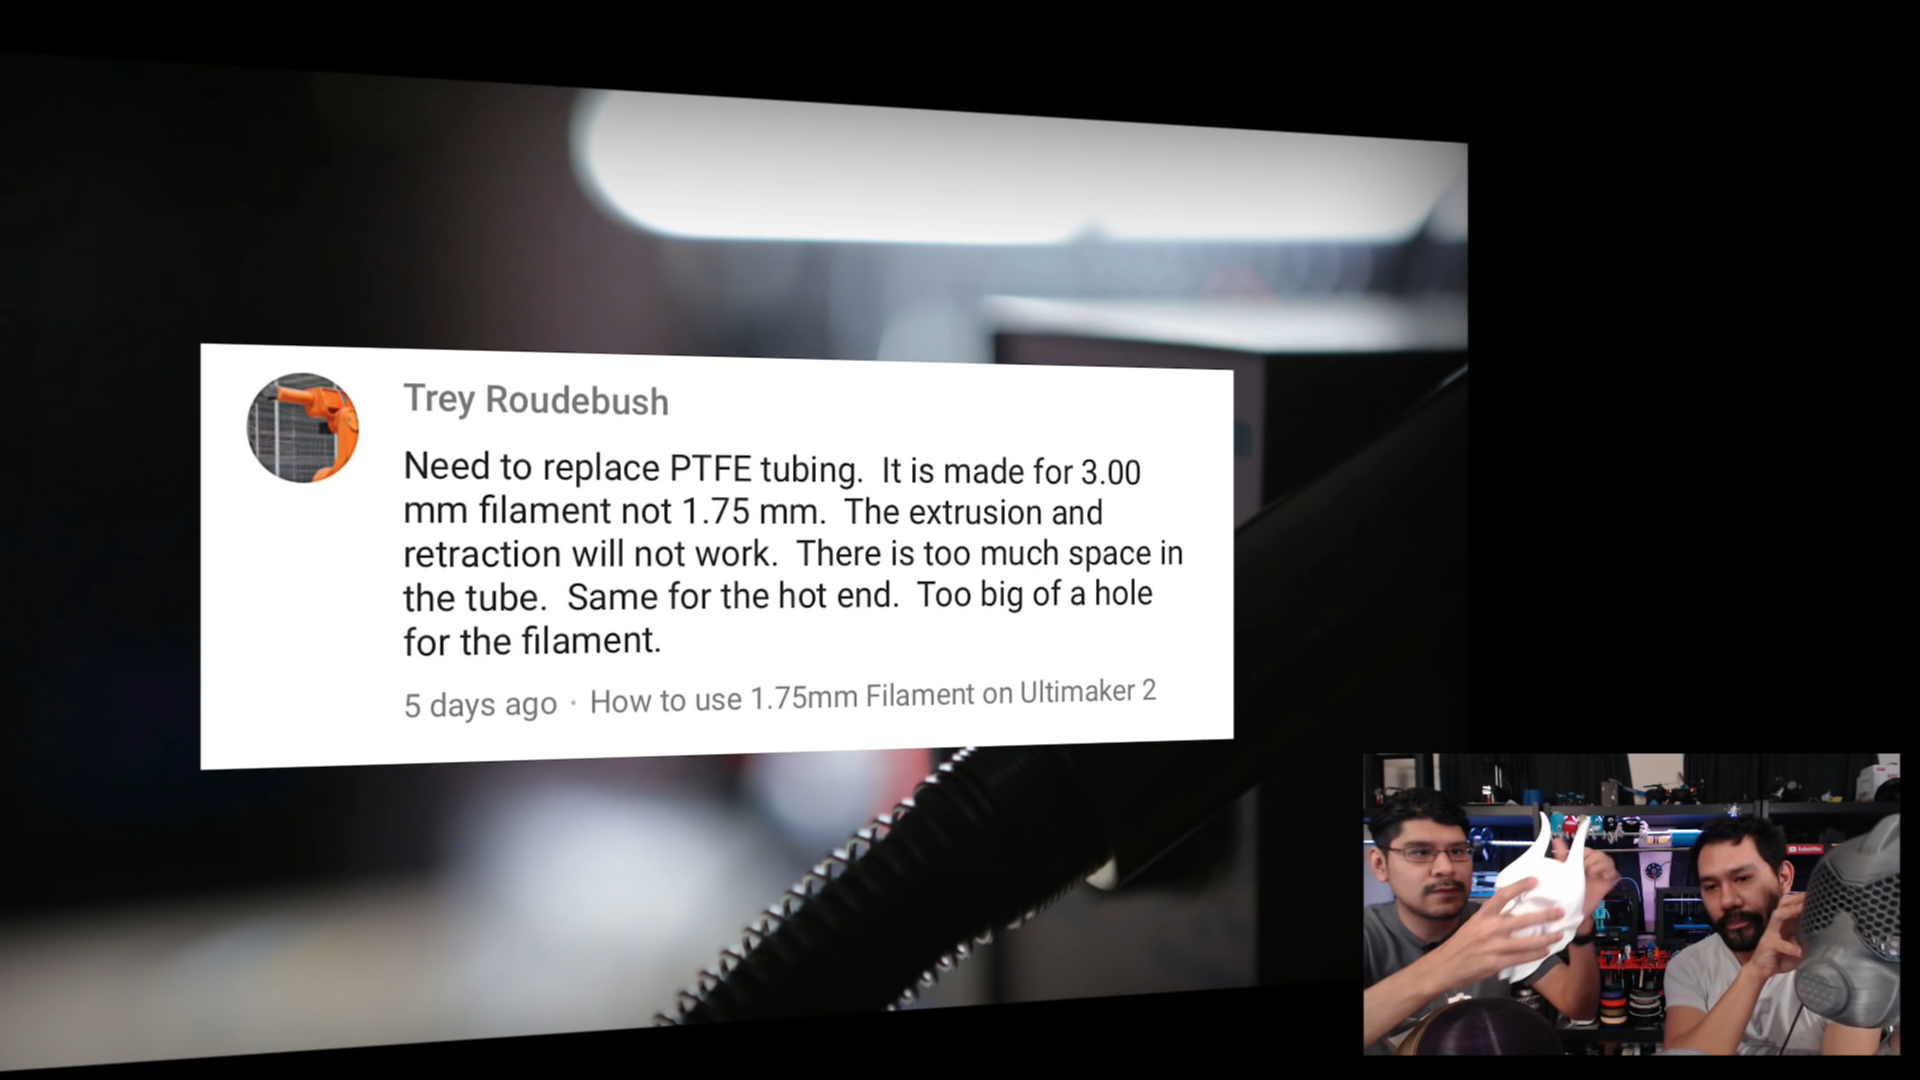 Trey Roudebush
Need to replace PTFE tubing.  It is made for 3.00
mm filament not 1.75 mm.  The extrusion and
retraction will not work.  There is too much space in
the tube.  Same for the hot end.  Too big of a hole
for the filament.
5 days ago · How to use 1.75mm Filament on Ultimaker 2
Subscribe